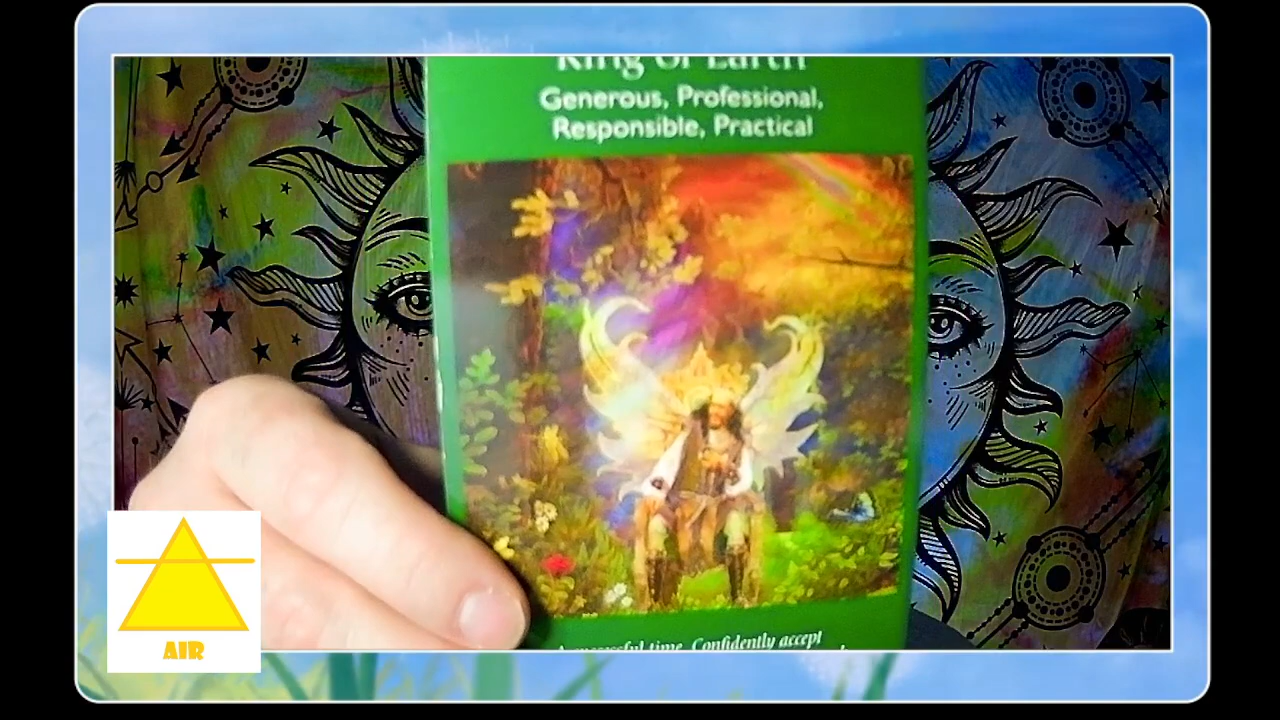 King of Earth
Generous, Professional,
Responsible, Practical
A successful time. Confidently accept
AIR